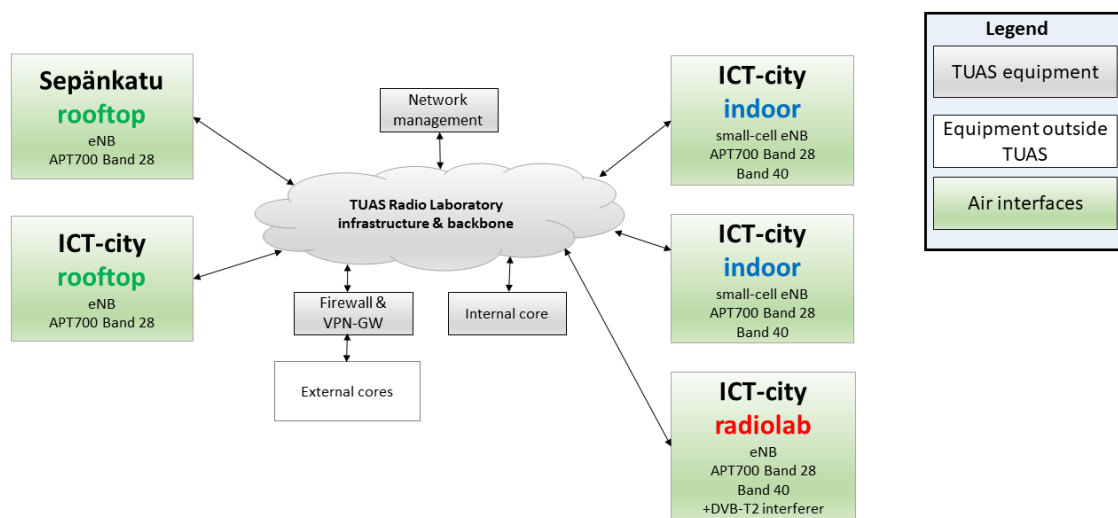 Sepänkatu
rooftop
eNB
APT700 Band 28
ICT-city
rooftop
eNB
APT700 Band 28
Network
management
TUAS Radio Laboratory
infrastructure & backbone
Firewall &
VPN-GW
Internal core
External cores
ICT-city
indoor
small-cell eNB
APT700 Band 28
Band 40
ICT-city
indoor
small-cell eNB
APT700 Band 28
Band 40
ICT-city
radiolab
eNB
APT700 Band 28
Band 40
+DVB-T2 interferer
Legend
TUAS equipment
Equipment outside
TUAS
Air interfaces